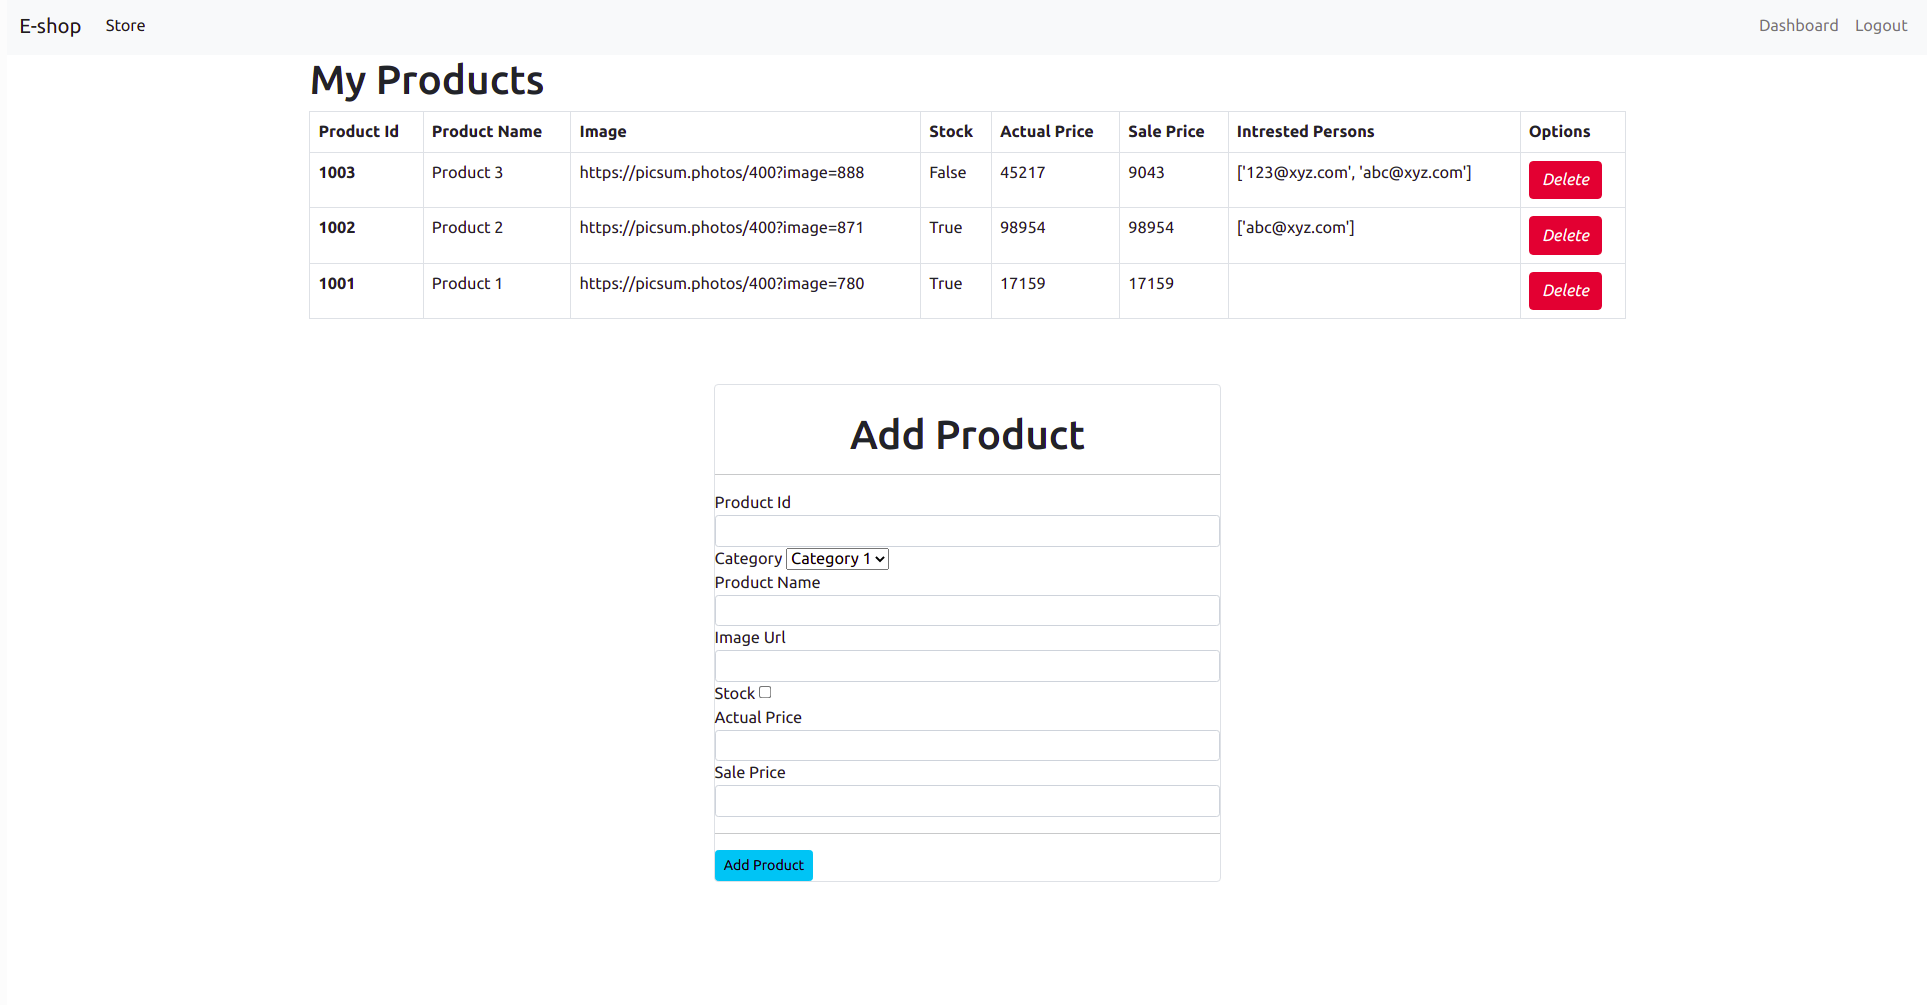 E-shop Store Dashboard Logout
My Products
Product Id Product Name Image Stock Actual Price Sale Price Intrested Persons Options
1003 Product 3 https://picsum.photos/400?image=888 False 45217 9043 ['123@xyz.com', 'abc@xyz.com'] Delete
1002 Product 2 https://picsum.photos/400?image=871 True 98954 98954 ['abc@xyz.com'] Delete
1001 Product 1 https://picsum.photos/400?image=780 True 17159 17159 Delete
Add Product
Product Id
Category Category 1
Product Name
Image Url
Stock
Actual Price
Sale Price
Add Product